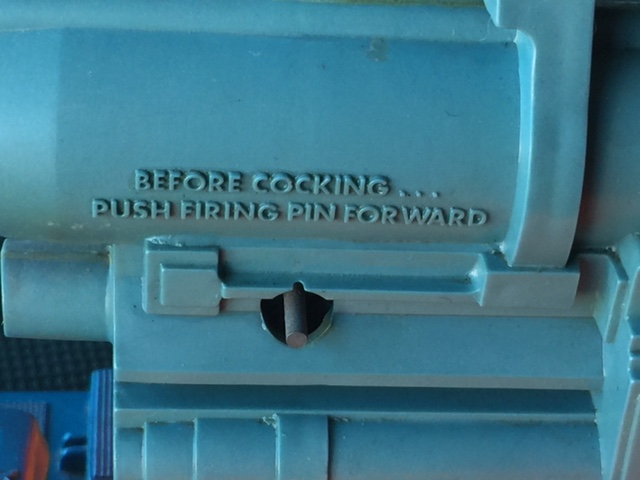 BEFORE COCKING ...
PUSH FIRING PIN FORWARD